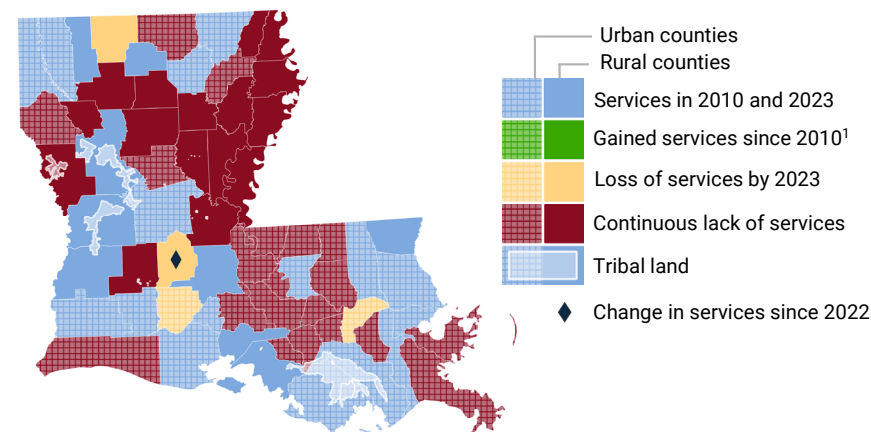 Urban counties
Rural counties
Services in 2010 and 2023
Gained services since 2010¹
Loss of services by 2023
Continuous lack of services
Tribal land
Change in services since 2022